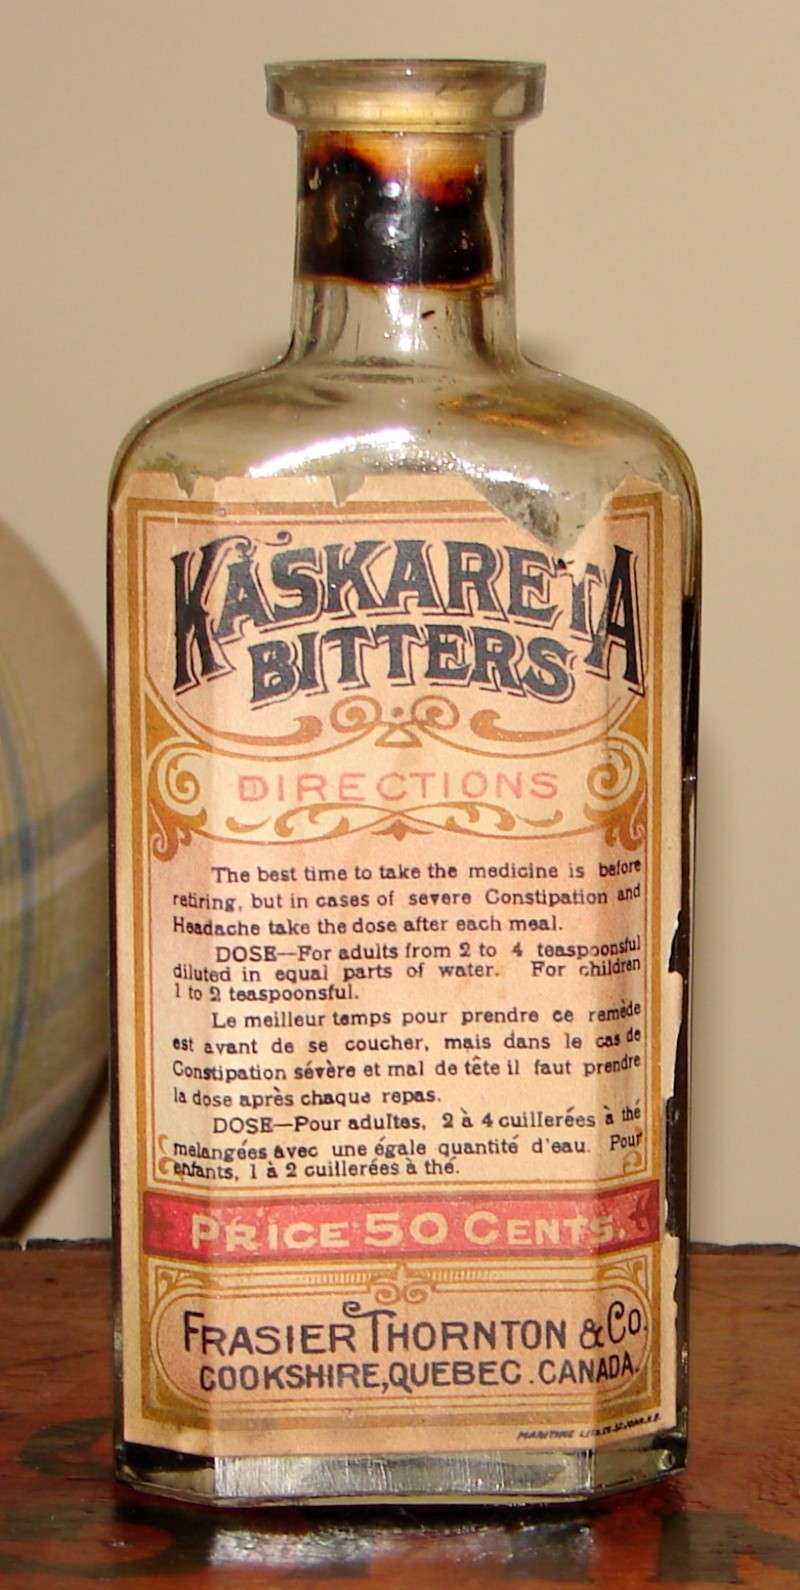 KASKARETA
BITTERS
DIRECTIONS
The best time to take the medicine is before
retiring, but in cases of severe Constipation and
Headache take the dose after each meal.
DOSE—For adults from 2 to 4 teaspoonsful
diluted in equal parts of water. For children
1 to 2 teaspoonsful.
Le meilleur temps pour prendre ce remède
est avant de se coucher, mais dans le cas de
Constipation sévère et mal de tête il faut prendre
la dose après chaque repas.
DOSE—Pour adultes, 2 à 4 cuillerées à thé
melangées avec une égale quantité d'eau. Pour
enfants, 1 à 2 cuillerées à thé.
PRICE 50 CENTS.
FRASIER THORNTON & CO.
COOKSHIRE, QUEBEC. CANADA.
MARITIME LITH. CO. ST. JOHN. N.B.